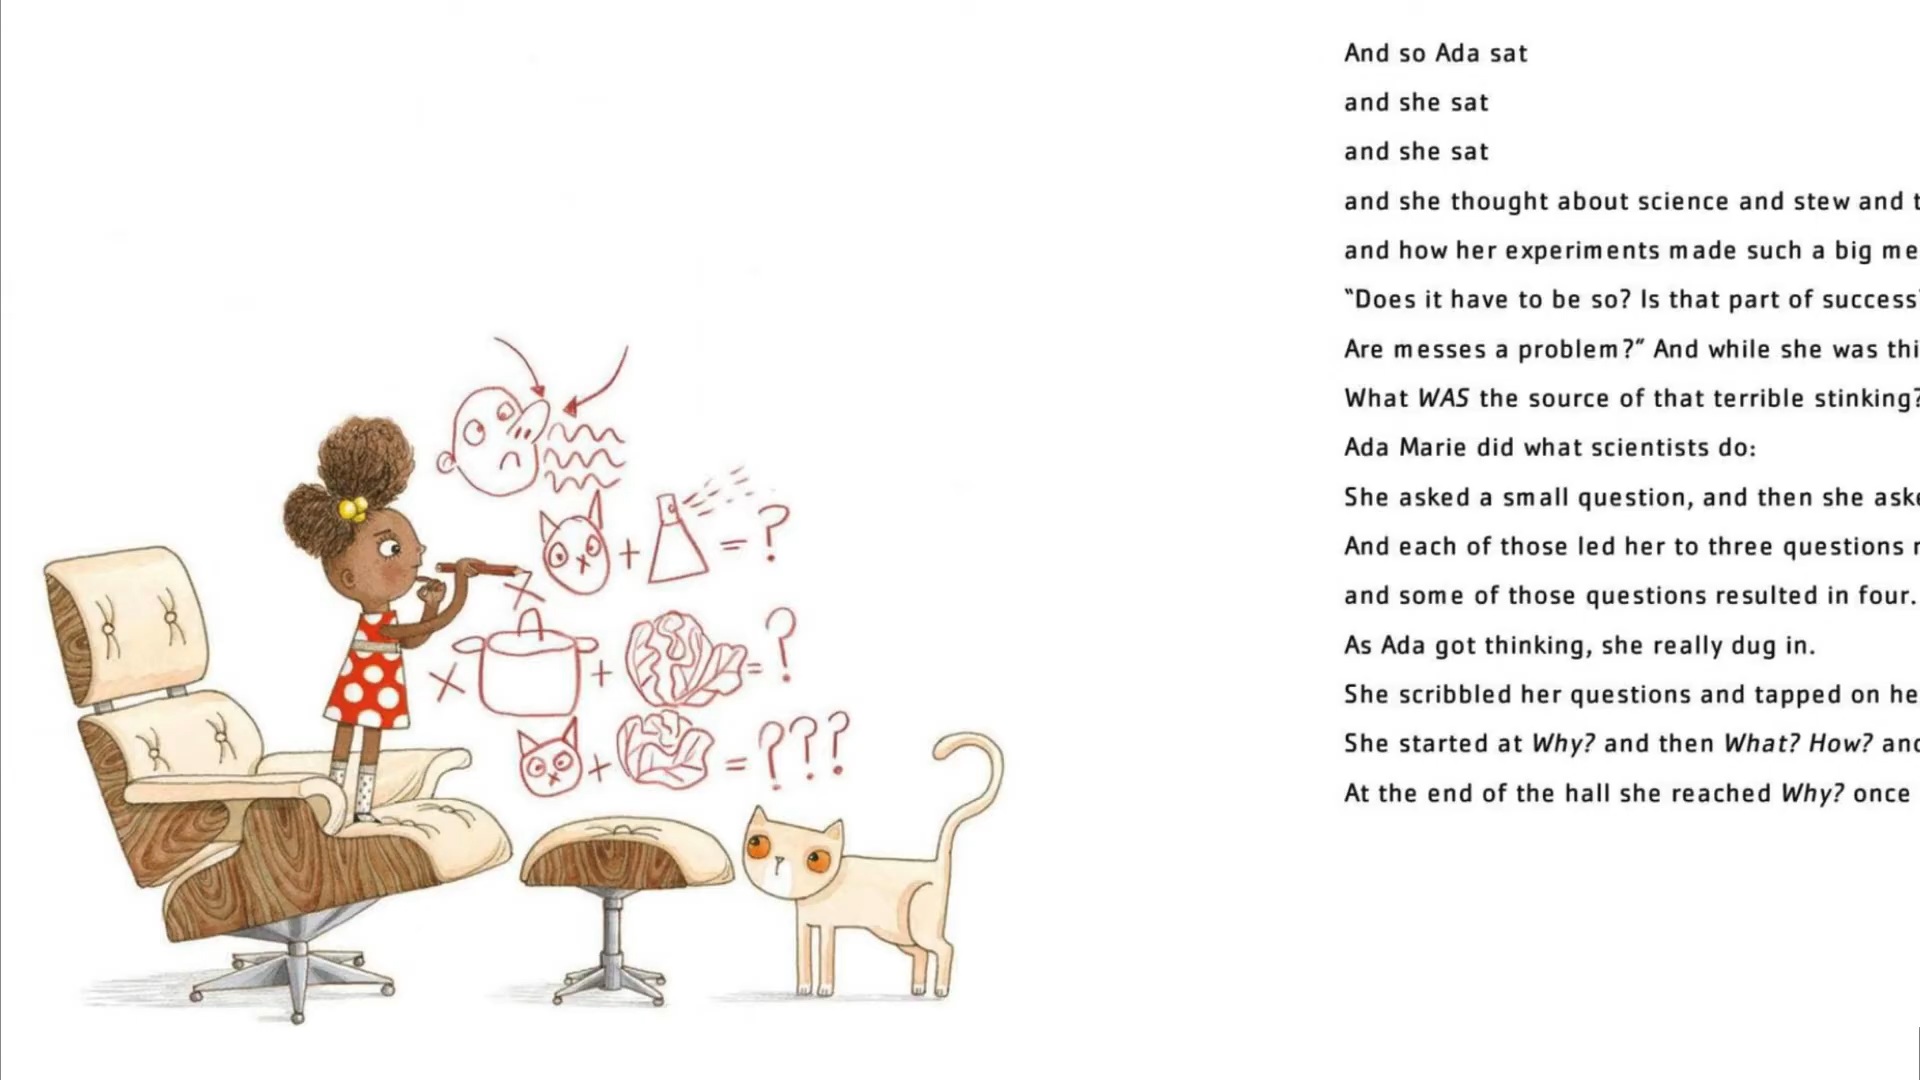 And so Ada sat
and she sat
and she sat
and she thought about science and stew and
and how her experiments made such a big
“Does it have to be so? Is that part of success
Are messes a problem?” And while she was
What WAS the source of that terrible stinking?
Ada Marie did what scientists do:
She asked a small question, and then she
And each of those led her to three questions
and some of those questions resulted in four.
As Ada got thinking, she really dug in.
She scribbled her questions and tapped on
She started at Why? and then What? How?
At the end of the hall she reached Why? once
+ = ?
+ = ?
+ = ???